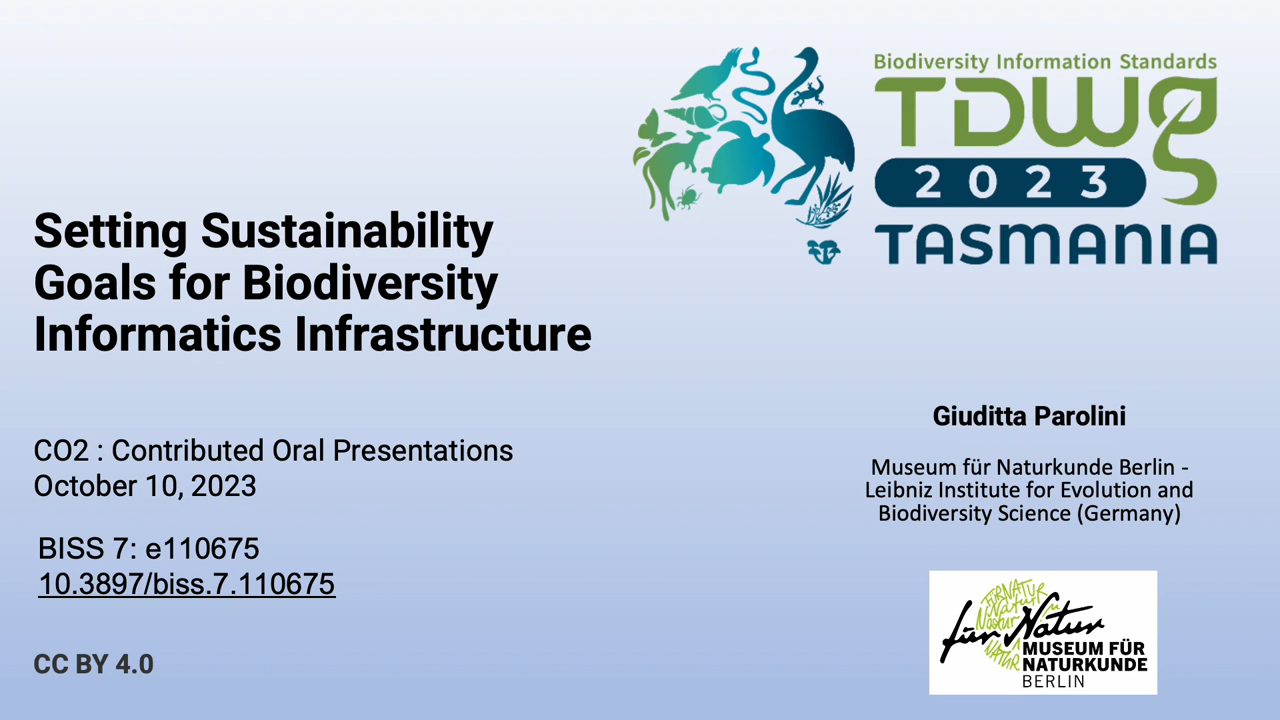 Biodiversity Information Standards
TDWG
2023
TASMANIA
Setting Sustainability
Goals for Biodiversity
Informatics Infrastructure
CO2 : Contributed Oral Presentations
October 10, 2023
BISS 7: e110675
10.3897/biss.7.110675
CC BY 4.0
Giuditta Parolini
Museum für Naturkunde Berlin -
Leibniz Institute for Evolution and
Biodiversity Science (Germany)
für Natur
MUSEUM FÜR
NATURKUNDE
BERLIN